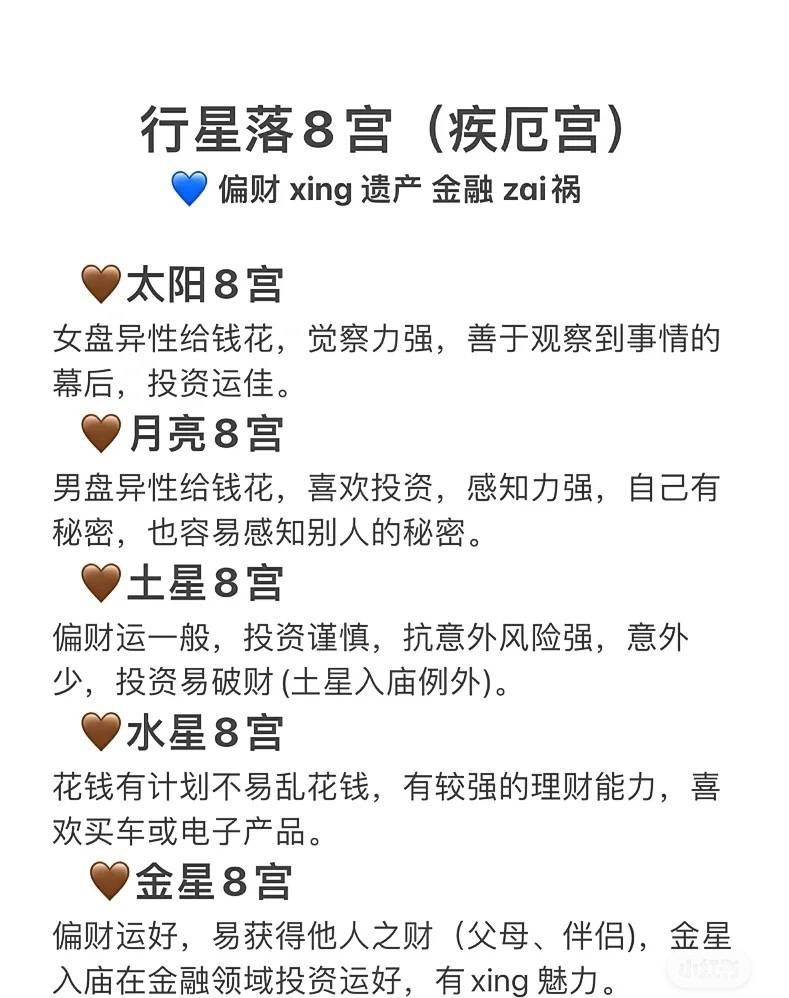 行星落8宫（疾厄宫）
💙偏财 xing 遗产 金融 zai祸
🤎太阳8宫
女盘异性给钱花，觉察力强，善于观察到事情的
幕后，投资运佳。
🤎月亮8宫
男盘异性给钱花，喜欢投资，感知力强，自己有
秘密，也容易感知别人的秘密。
🤎土星8宫
偏财运一般，投资谨慎，抗意外风险强，意外
少，投资易破财(土星入庙例外)。
🤎水星8宫
花钱有计划不易乱花钱，有较强的理财能力，喜
欢买车或电子产品。
🤎金星8宫
偏财运好，易获得他人之财（父母、伴侣)，金星
入庙在金融领域投资运好，有xing魅力。
小红书